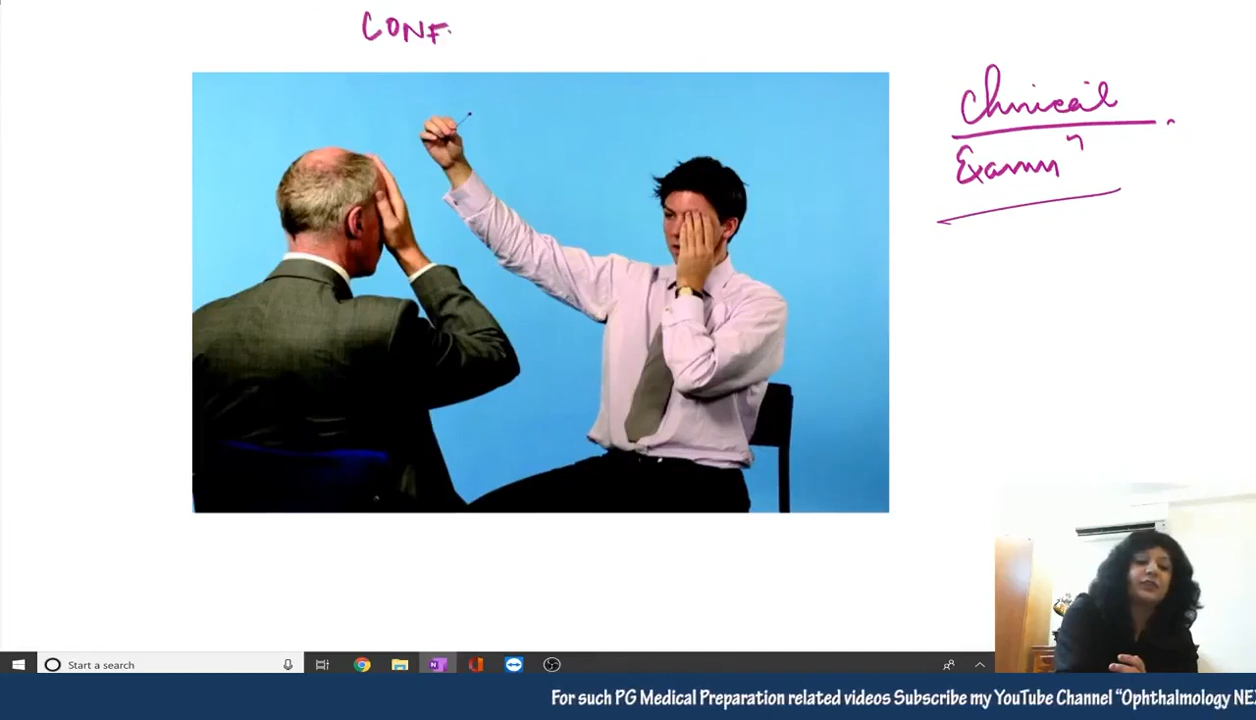 CONF.
Clinical
Examn
Start a search
For such PG Medical Preparation related videos Subscribe my YouTube Channel "Ophthalmology NE